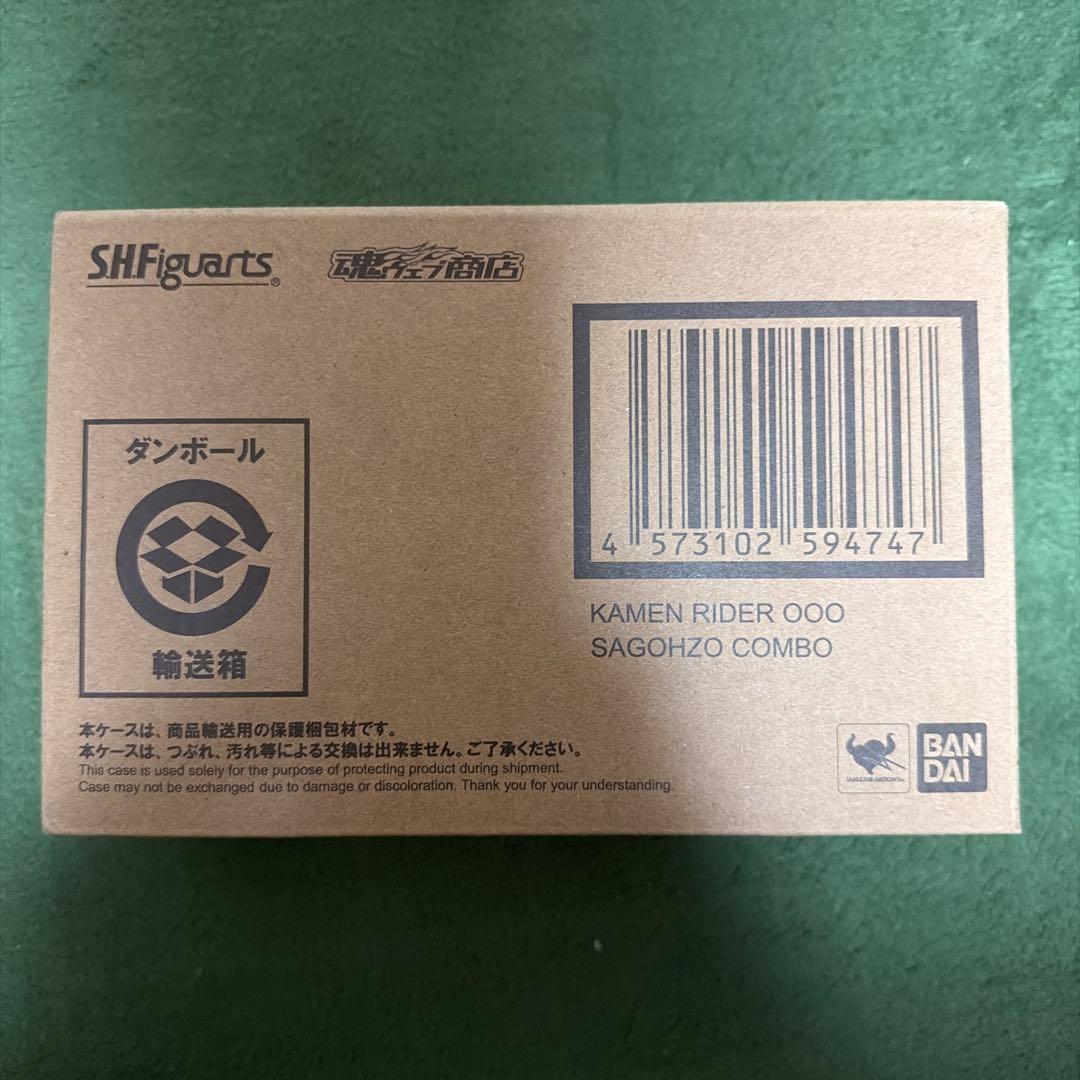 S.H.Figuarts®
魂ウェブ商店
ダンボール
輸送箱
4 573102 594747
KAMEN RIDER OOO
SAGOHZO COMBO
本ケースは、商品輸送用の保護梱包材です。
本ケースは、つぶれ、汚れ等による交換は出来ません。ご了承ください。
This case is used solely for the purpose of protecting product during shipment.
Case may not be exchanged due to damage or discoloration. Thank you for your understanding.
TAMASHII NATIONS
BAN
DAI